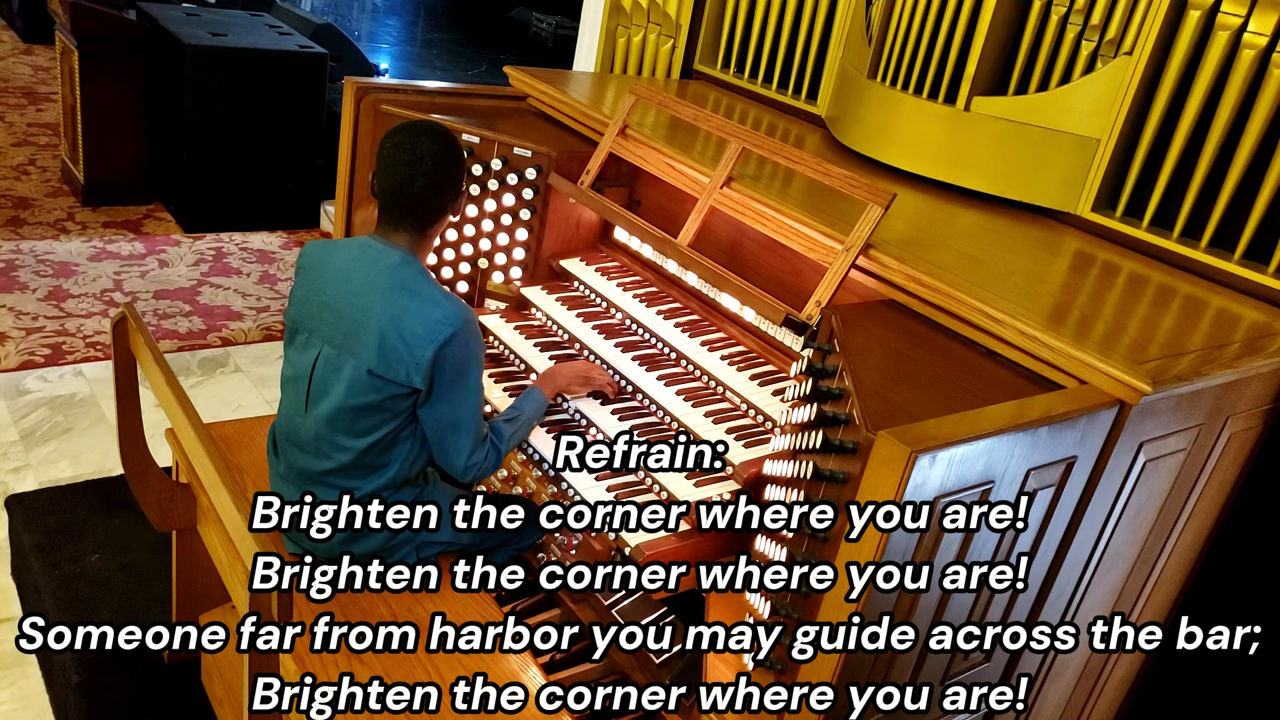 Refrain:
Brighten the corner where you are!
Brighten the corner where you are!
Someone far from harbor you may guide across the bar;
Brighten the corner where you are!